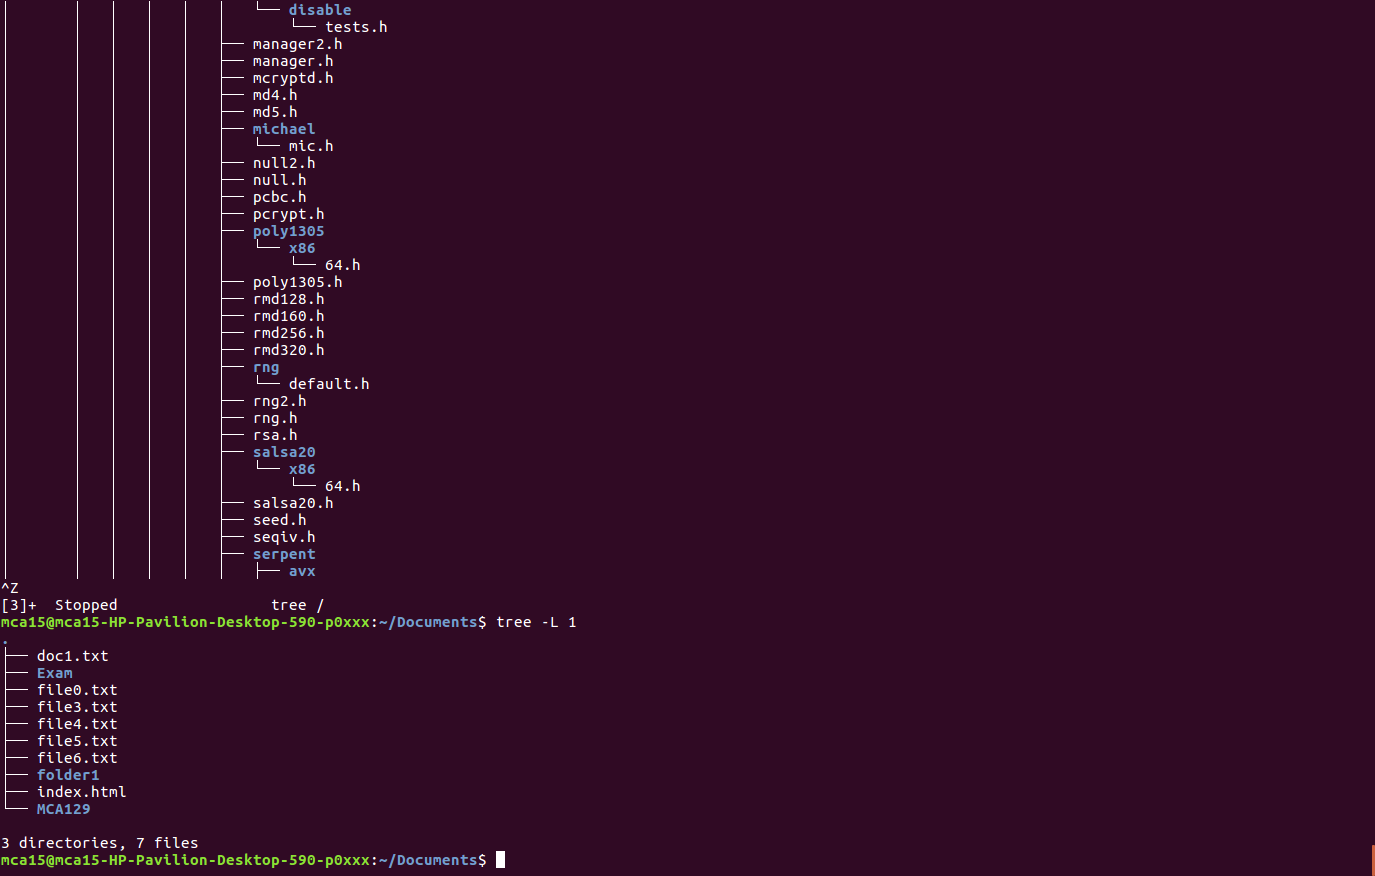 │       │   │   │   │   │   └── disable
│       │   │   │   │   │       └── tests.h
│       │   │   │   │   ├── manager2.h
│       │   │   │   │   ├── manager.h
│       │   │   │   │   ├── mcryptd.h
│       │   │   │   │   ├── md4.h
│       │   │   │   │   ├── md5.h
│       │   │   │   │   ├── michael
│       │   │   │   │   │   └── mic.h
│       │   │   │   │   ├── null2.h
│       │   │   │   │   ├── null.h
│       │   │   │   │   ├── pcbc.h
│       │   │   │   │   ├── pcrypt.h
│       │   │   │   │   ├── poly1305
│       │   │   │   │   │   └── x86
│       │   │   │   │   │       └── 64.h
│       │   │   │   │   ├── poly1305.h
│       │   │   │   │   ├── rmd128.h
│       │   │   │   │   ├── rmd160.h
│       │   │   │   │   ├── rmd256.h
│       │   │   │   │   ├── rmd320.h
│       │   │   │   │   ├── rng
│       │   │   │   │   │   └── default.h
│       │   │   │   │   ├── rng2.h
│       │   │   │   │   ├── rng.h
│       │   │   │   │   ├── rsa.h
│       │   │   │   │   ├── salsa20
│       │   │   │   │   │   └── x86
│       │   │   │   │   │       └── 64.h
│       │   │   │   │   ├── salsa20.h
│       │   │   │   │   ├── seed.h
│       │   │   │   │   ├── seqiv.h
│       │   │   │   │   ├── serpent
│       │   │   │   │   │   ├── avx
^Z
[3]+  Stopped                 tree /
mca15@mca15-HP-Pavilion-Desktop-590-p0xxx:~/Documents$ tree -L 1
.
├── doc1.txt
├── Exam
├── file0.txt
├── file3.txt
├── file4.txt
├── file5.txt
├── file6.txt
├── folder1
├── index.html
└── MCA129

3 directories, 7 files
mca15@mca15-HP-Pavilion-Desktop-590-p0xxx:~/Documents$